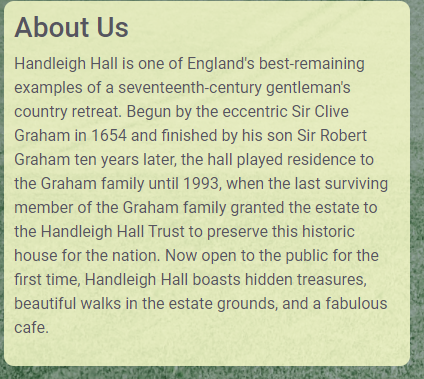 About Us
Handleigh Hall is one of England's best-remaining
examples of a seventeenth-century gentleman's
country retreat. Begun by the eccentric Sir Clive
Graham in 1654 and finished by his son Sir Robert
Graham ten years later, the hall played residence to
the Graham family until 1993, when the last surviving
member of the Graham family granted the estate to
the Handleigh Hall Trust to preserve this historic
house for the nation. Now open to the public for the
first time, Handleigh Hall boasts hidden treasures,
beautiful walks in the estate grounds, and a fabulous
cafe.